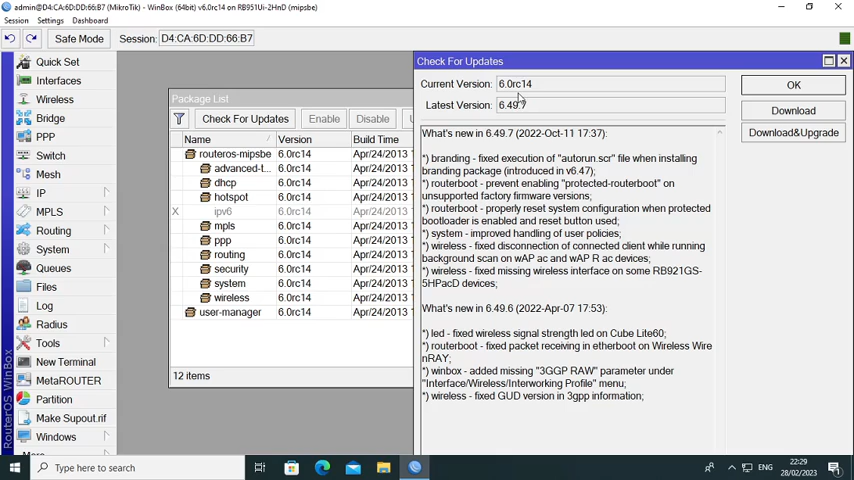 admin@D4:CA:6D:DD:66:B7 (MikroTik) - WinBox (64bit) v6.0rc14 on RB951Ui-2HnD (mipsbe)
Session Settings Dashboard
Safe Mode Session: D4:CA:6D:DD:66:B7
Quick Set
Interfaces
Wireless
Bridge
PPP
Switch
Mesh
IP
MPLS
Routing
System
Queues
Files
Log
Radius
Tools
New Terminal
MetaROUTER
Partition
Make Supout.rif
Windows
More
RouterOS WinBox
Package List
Check For Updates Enable Disable U
Name Version Build Time
routeros-mipsbe 6.0rc14 Apr/24/2013
advanced-t... 6.0rc14 Apr/24/2013
dhcp 6.0rc14 Apr/24/2013
hotspot 6.0rc14 Apr/24/2013
X ipv6 6.0rc14 Apr/24/2013
mpls 6.0rc14 Apr/24/2013
ppp 6.0rc14 Apr/24/2013
routing 6.0rc14 Apr/24/2013
security 6.0rc14 Apr/24/2013
system 6.0rc14 Apr/24/2013
wireless 6.0rc14 Apr/24/2013
user-manager 6.0rc14 Apr/24/2013
12 items
Check For Updates
Current Version: 6.0rc14
Latest Version: 6.49.7
OK
Download
Download&Upgrade
What's new in 6.49.7 (2022-Oct-11 17:37):
*) branding - fixed execution of "autorun.scr" file when installing
branding package (introduced in v6.47);
*) routerboot - prevent enabling "protected-routerboot" on
unsupported factory firmware versions;
*) routerboot - properly reset system configuration when protected
bootloader is enabled and reset button used;
*) system - improved handling of user policies;
*) wireless - fixed disconnection of connected client while running
background scan on wAP ac and wAP R ac devices;
*) wireless - fixed missing wireless interface on some RB921GS-
5HPacD devices;
What's new in 6.49.6 (2022-Apr-07 17:53):
*) led - fixed wireless signal strength led on Cube Lite60;
*) routerboot - fixed packet receiving in etherboot on Wireless Wire
nRAY;
*) winbox - added missing "3GGP RAW" parameter under
"Interface/Wireless/Interworking Profile" menu;
*) wireless - fixed GUD version in 3gpp information;
Type here to search
ENG
22:29
28/02/2023
1